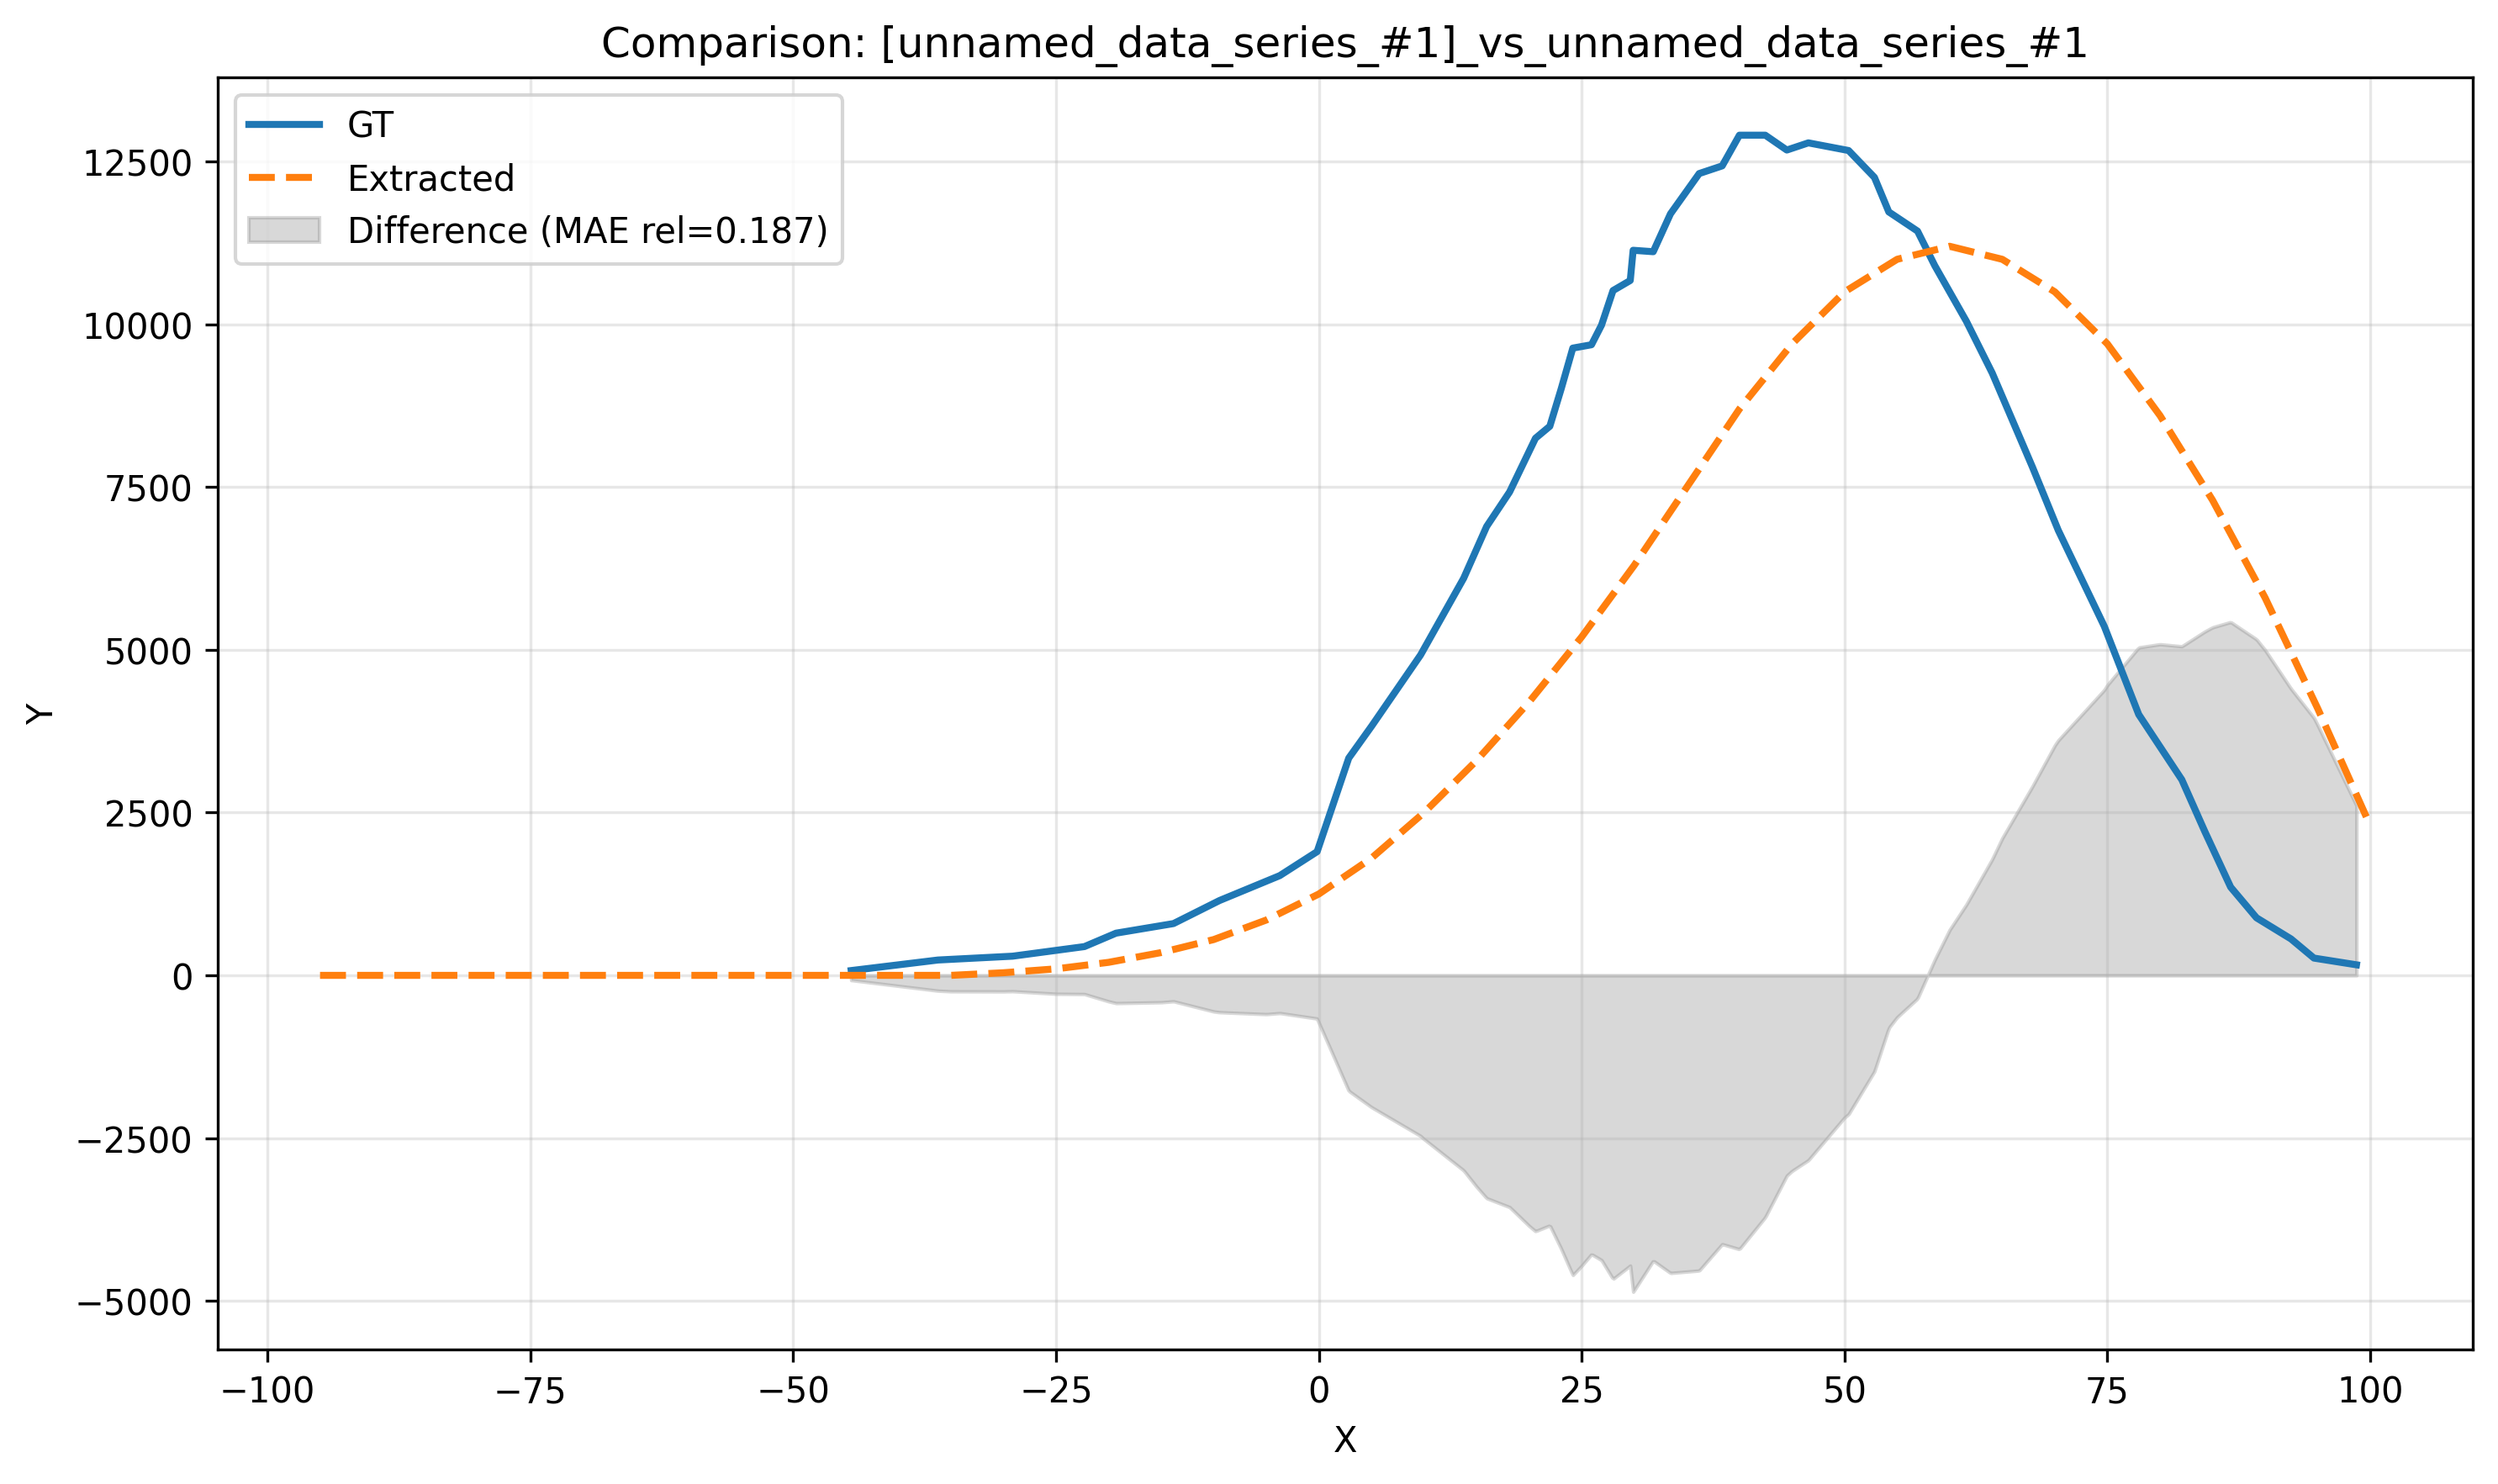 Comparison: [unnamed_data_series_#1]_vs_unnamed_data_series_#1
GT
Extracted
Difference (MAE rel=0.187)
12500
10000
7500
5000
2500
0
−2500
−5000
Y
−100 −75 −50 −25 0 25 50 75 100
X